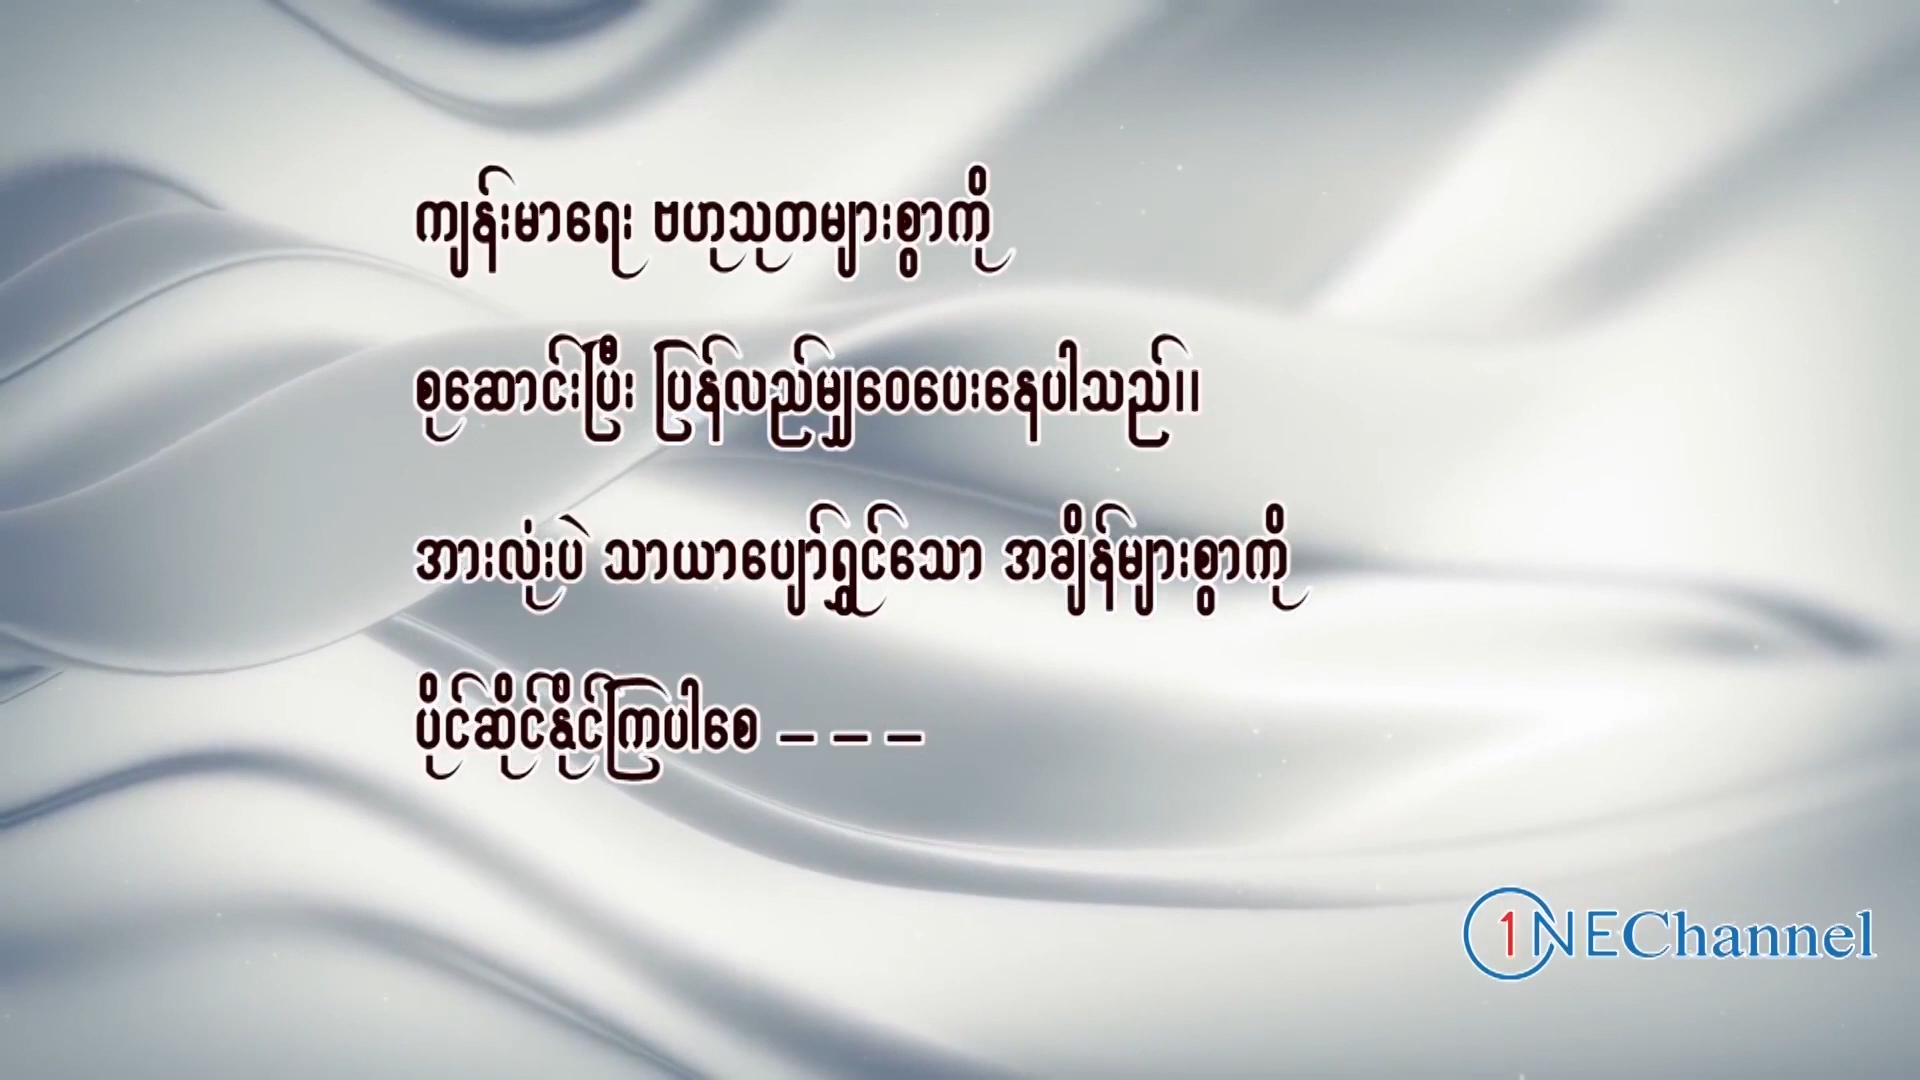 ကျန်းမာရေး ဗဟုသုတများစွာကို
စုဆောင်းပြီး ပြန်လည်မျှဝေပေးနေပါသည်။
အားလုံးပဲ သာယာပျော်ရွှင်သော အချိန်များစွာကို
ပိုင်ဆိုင်နိုင်ကြပါစေ – – –
1NEChannel